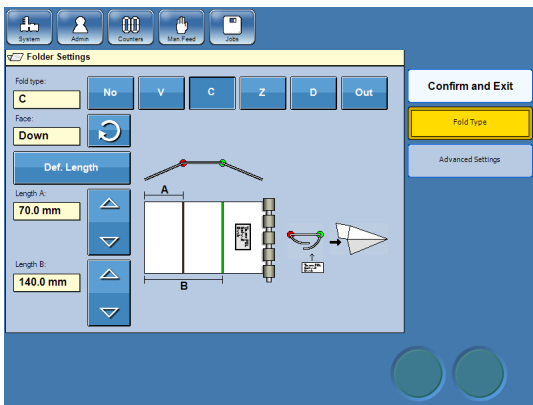 System
Admin
Counters
Man.Feed
Jobs
Folder Settings
Fold type:
C
No
V
C
Z
D
Out
Face:
Down
Def. Length
Length A:
70.0 mm
Length B:
140.0 mm
A
B
Confirm and Exit
Fold Type
Advanced Settings